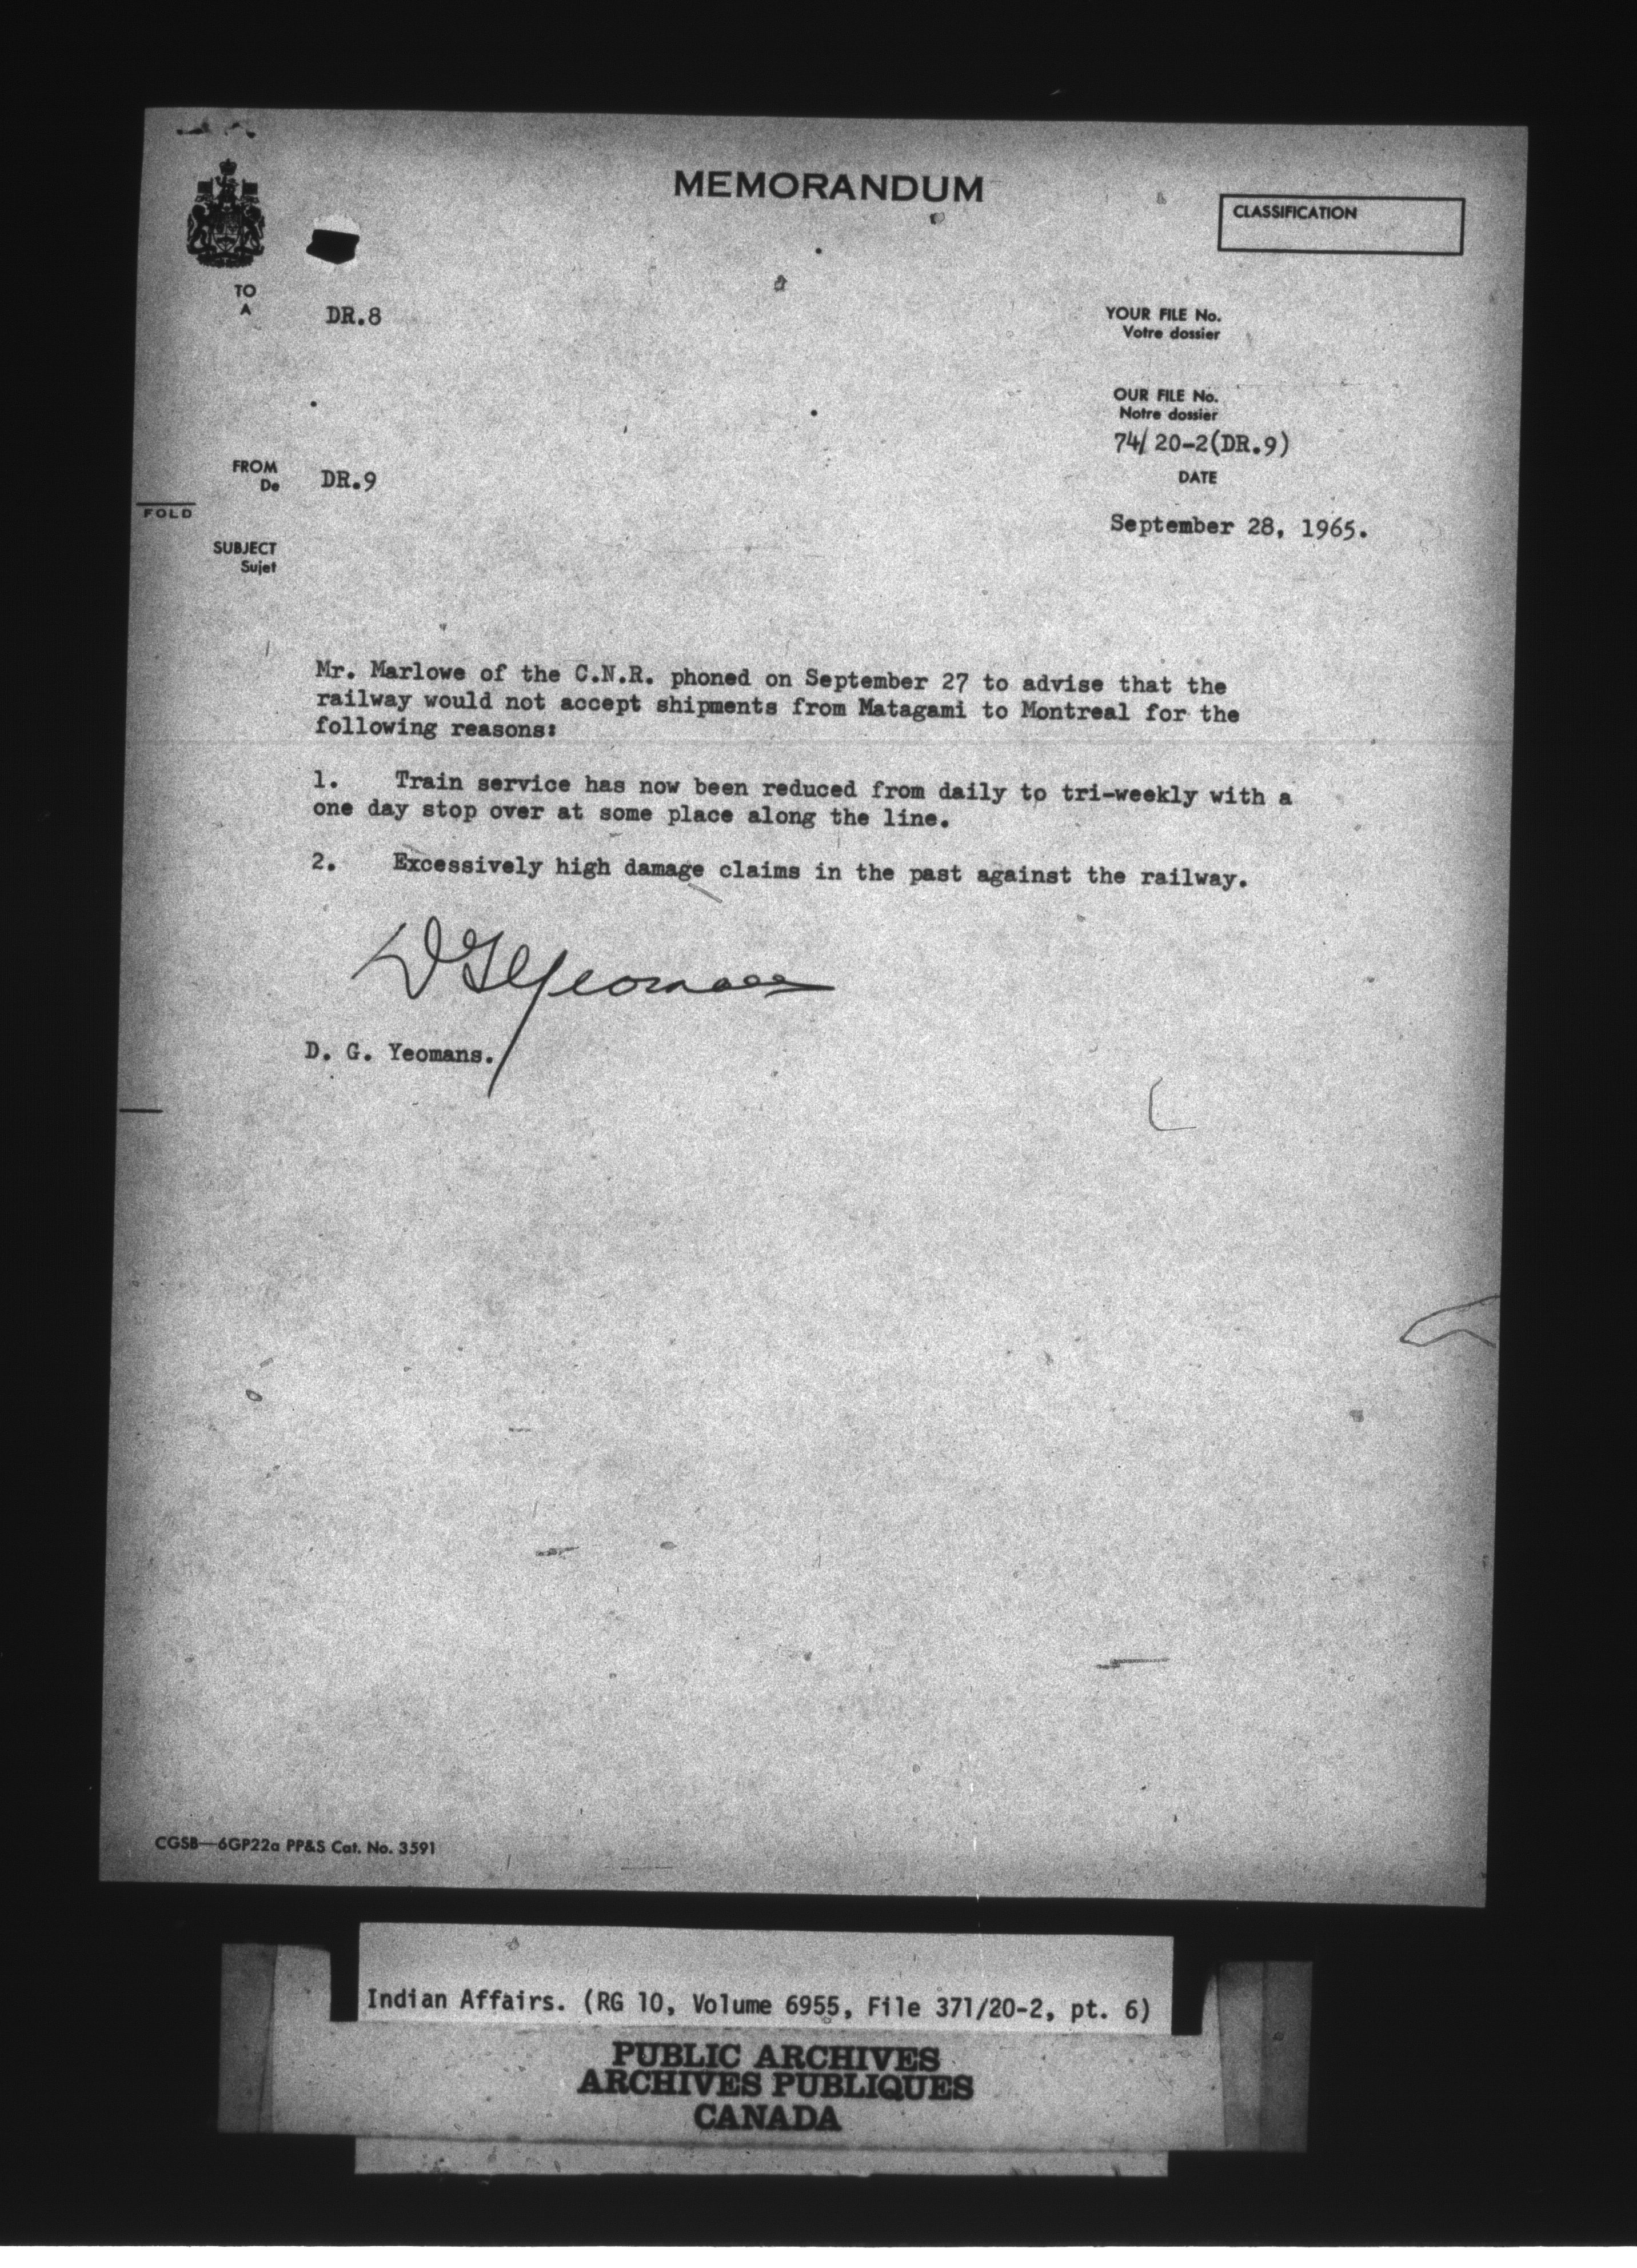 MEMORANDUM
CLASSIFICATION
TO
A
DR.8
YOUR FILE No.
Votre dossier
OUR FILE No.
Notre dossier
74/ 20-2(DR.9)
FROM
De
DR.9
DATE
FOLD
September 28, 1965.
SUBJECT
Sujet
Mr. Marlowe of the C.N.R. phoned on September 27 to advise that the
railway would not accept shipments from Matagami to Montreal for the
following reasons:
1. Train service has now been reduced from daily to tri-weekly with a
one day stop over at some place along the line.
2. Excessively high damage claims in the past against the railway.
D G Yeomans
D. G. Yeomans.
CGSB—6GP22a PP&S Cat. No. 3591
Indian Affairs. (RG 10, Volume 6955, File 371/20-2, pt. 6)
PUBLIC ARCHIVES
ARCHIVES PUBLIQUES
CANADA